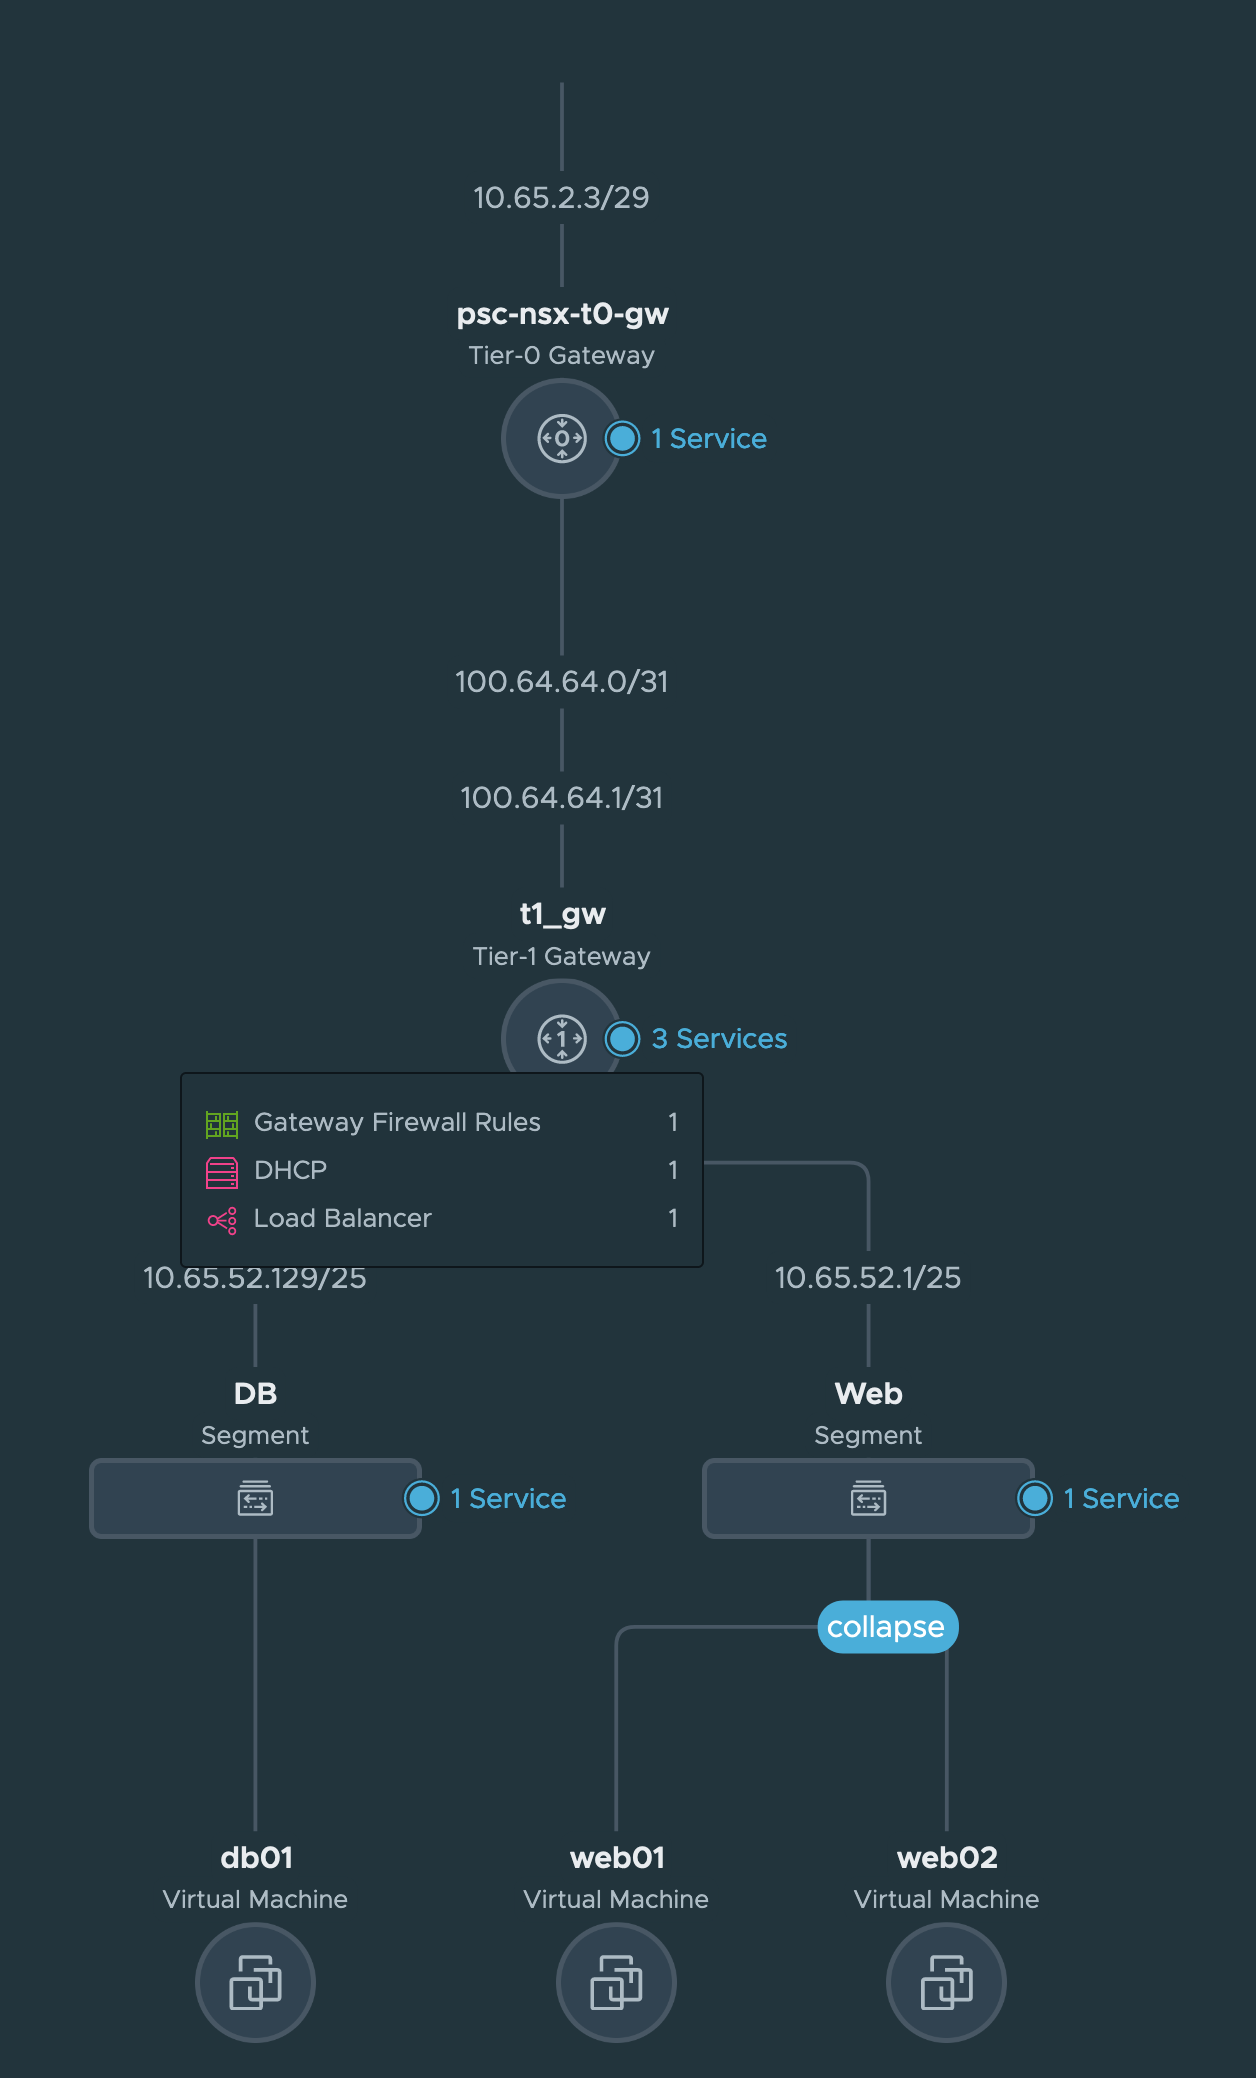 10.65.2.3/29
psc-nsx-t0-gw
Tier-0 Gateway
0
1 Service
100.64.64.0/31
100.64.64.1/31
t1_gw
Tier-1 Gateway
1
3 Services
Gateway Firewall Rules 1
DHCP 1
Load Balancer 1
10.65.52.129/25
10.65.52.1/25
DB
Segment
1 Service
Web
Segment
1 Service
collapse
db01
Virtual Machine
web01
Virtual Machine
web02
Virtual Machine